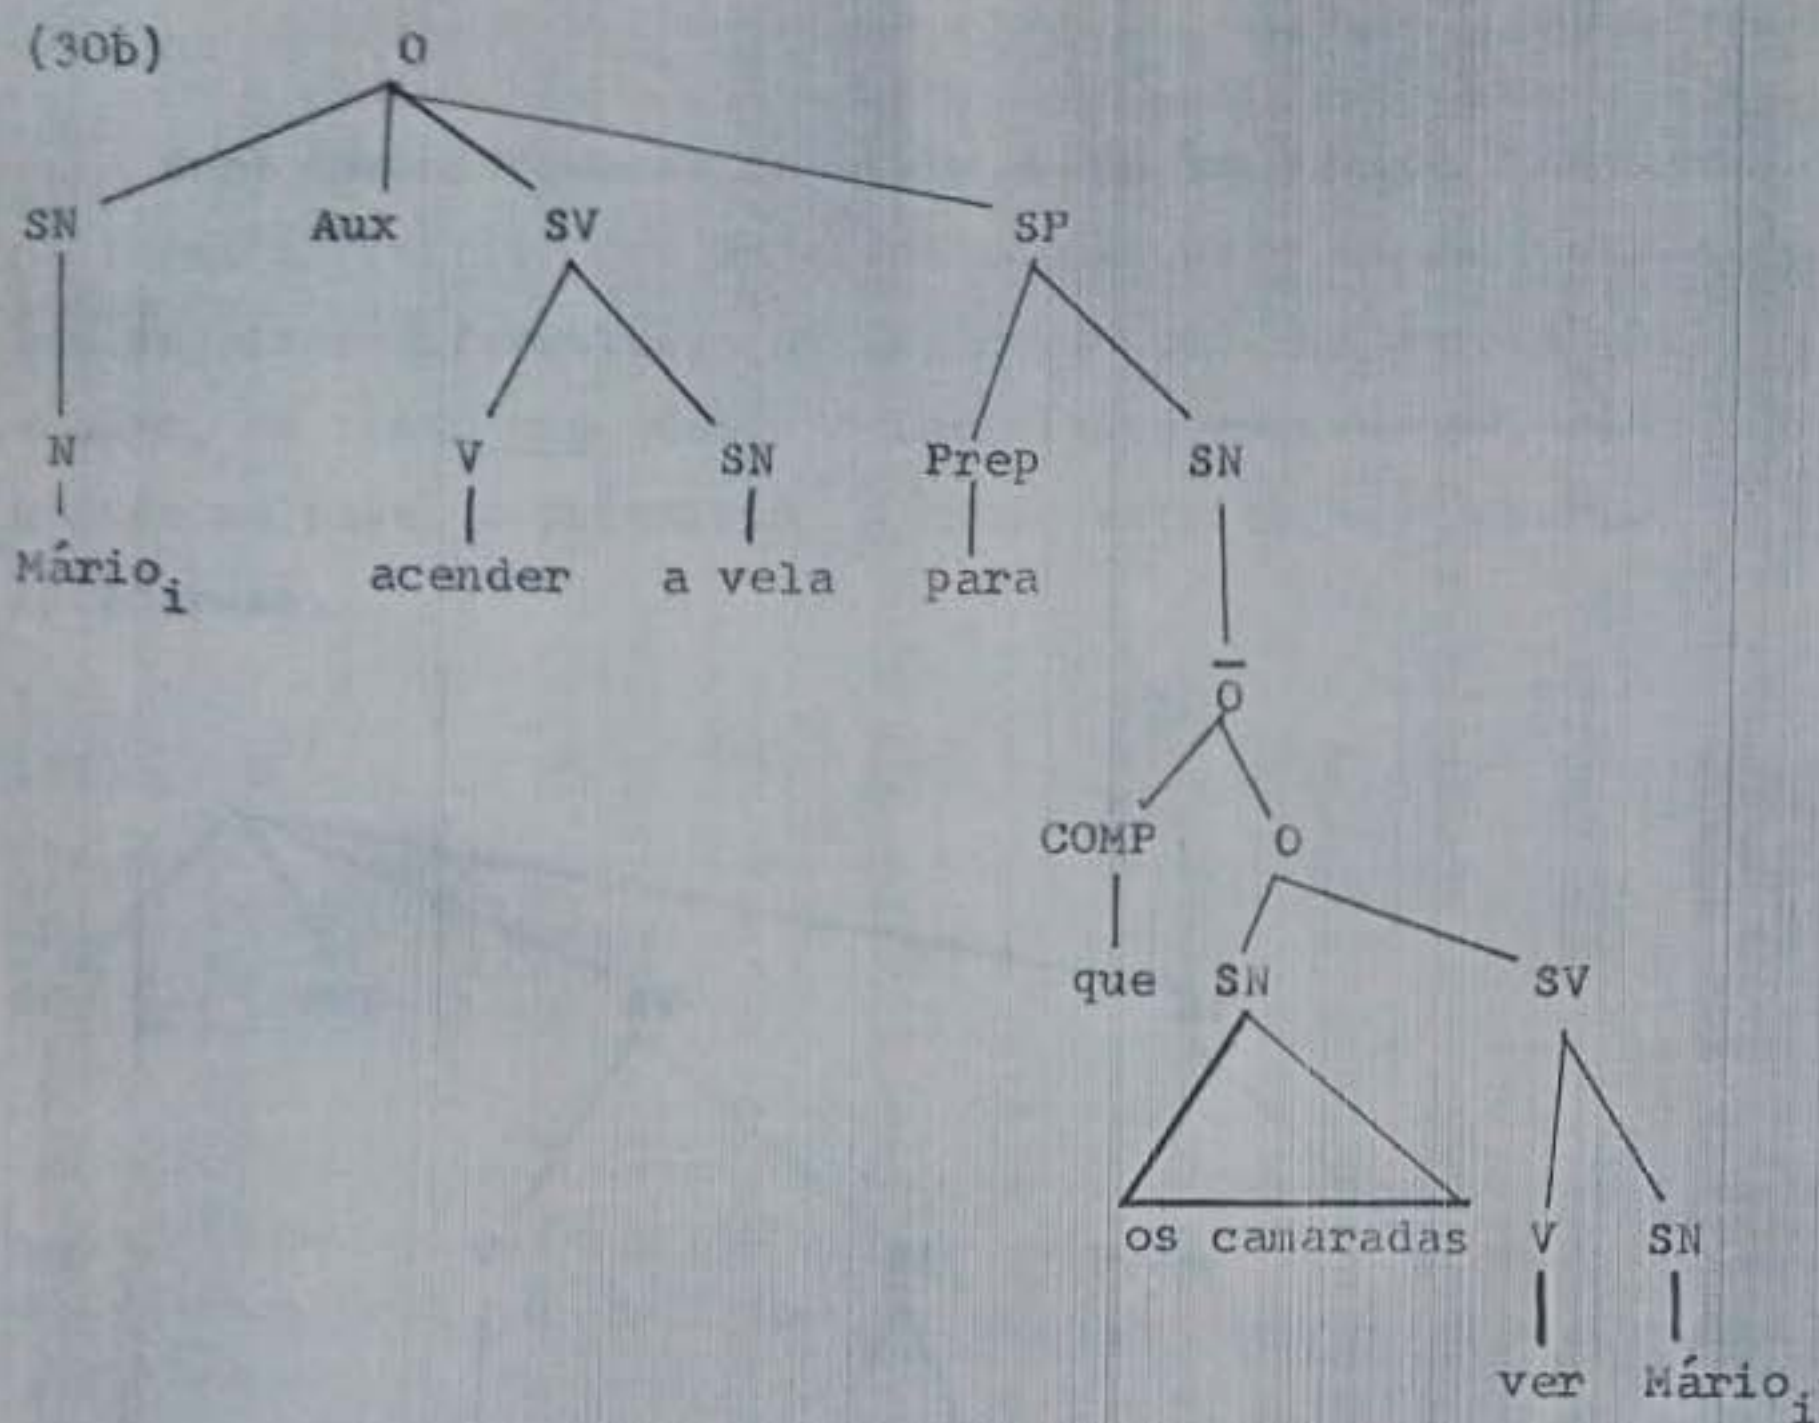 (30b) O
SN Aux SV SP
N V SN Prep SN
Márioᵢ acender a vela para
Ō
COMP O
que SN SV
os camaradas V SN
ver Márioᵢ